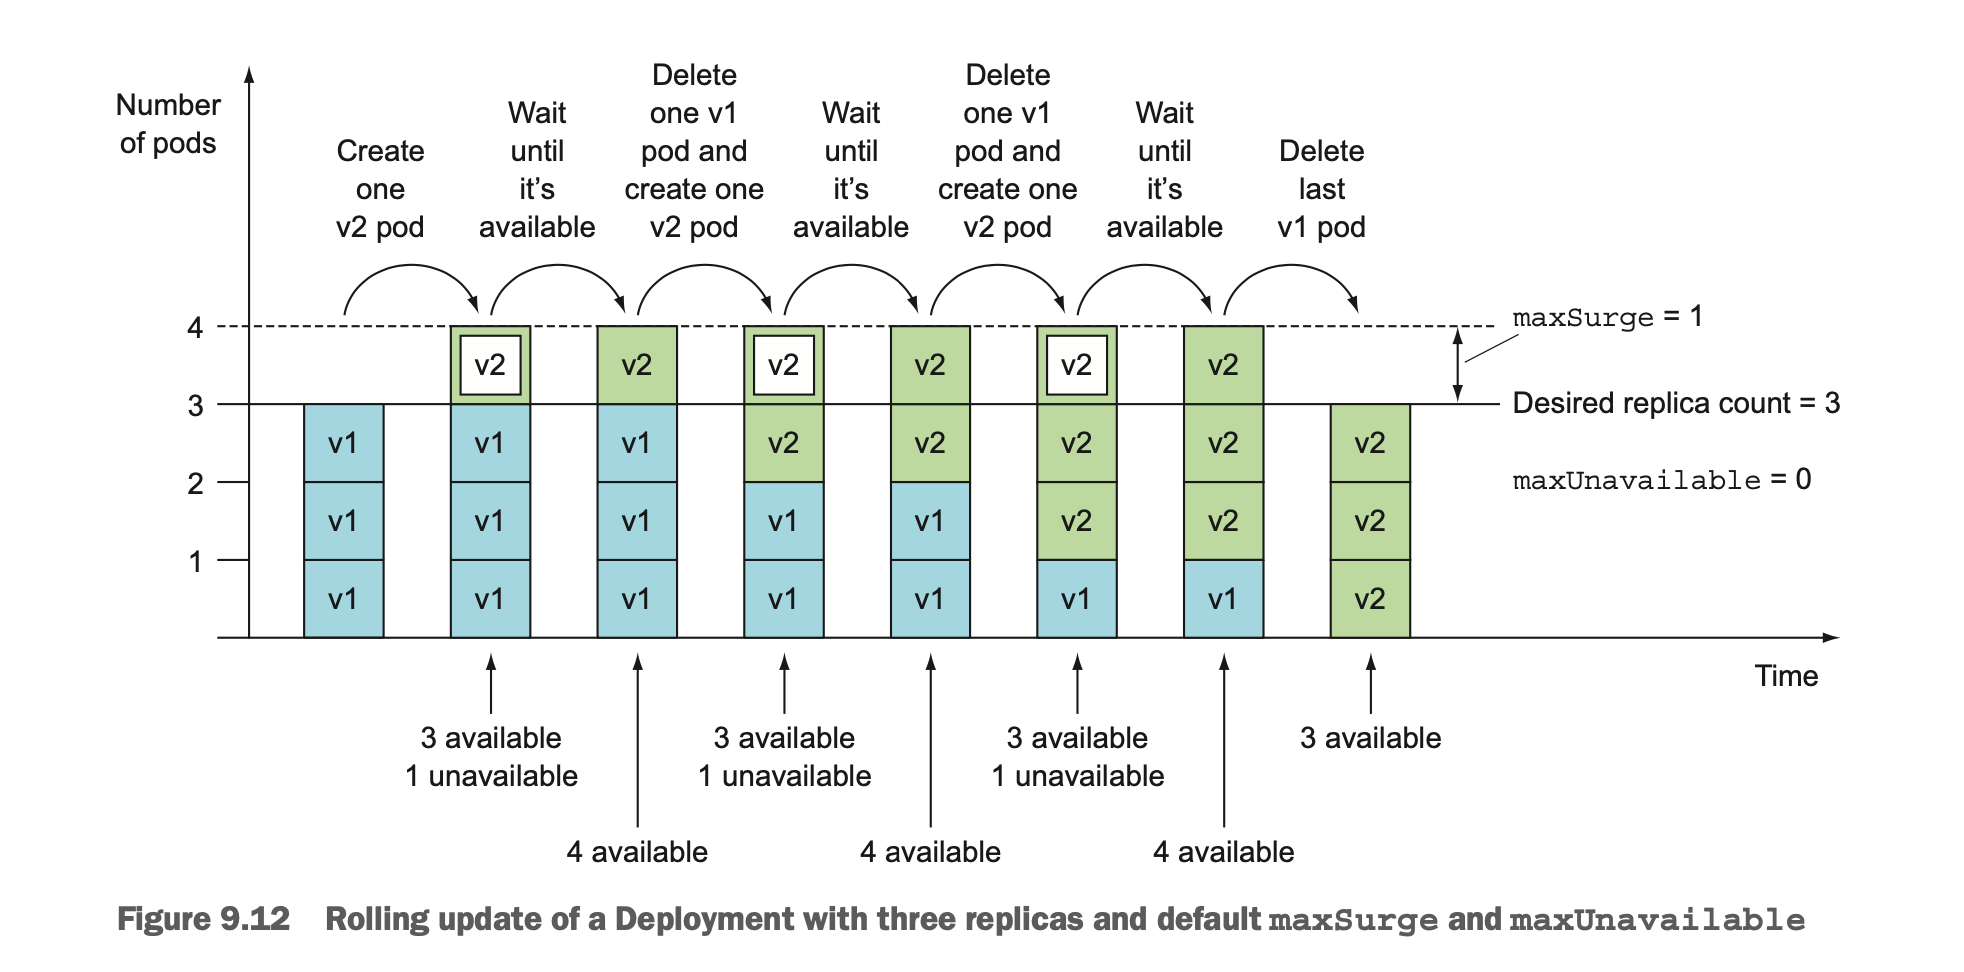 Number
of pods
Create
one
v2 pod
Wait
until
it’s
available
Delete
one v1
pod and
create one
v2 pod
Wait
until
it’s
available
Delete
one v1
pod and
create one
v2 pod
Wait
until
it’s
available
Delete
last
v1 pod
4
3
2
1
v1
v1
v1
v2
v1
v1
v1
v2
v1
v1
v1
v2
v2
v1
v1
v2
v2
v1
v1
v2
v2
v2
v1
v2
v2
v2
v1
v2
v2
v2
maxSurge = 1
Desired replica count = 3
maxUnavailable = 0
Time
3 available
1 unavailable
4 available
3 available
1 unavailable
4 available
3 available
1 unavailable
4 available
3 available
Figure 9.12 Rolling update of a Deployment with three replicas and default maxSurge and maxUnavailable